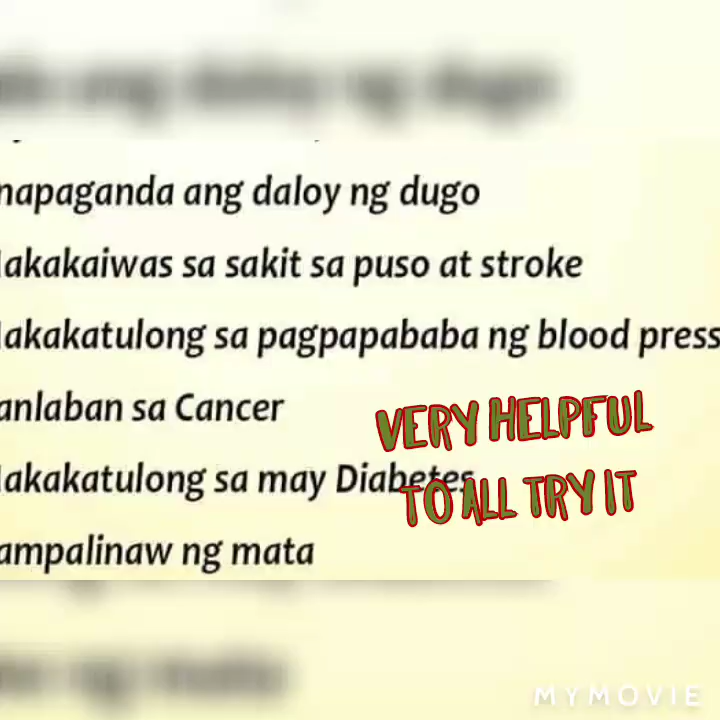 napaganda ang daloy ng dugo
akakaiwas sa sakit sa puso at stroke
akakatulong sa pagpapababa ng blood press
anlaban sa Cancer
akakatulong sa may Diabetes
ampalinaw ng mata
VERY HELPFUL
TO ALL TRY IT
MYMOVIE